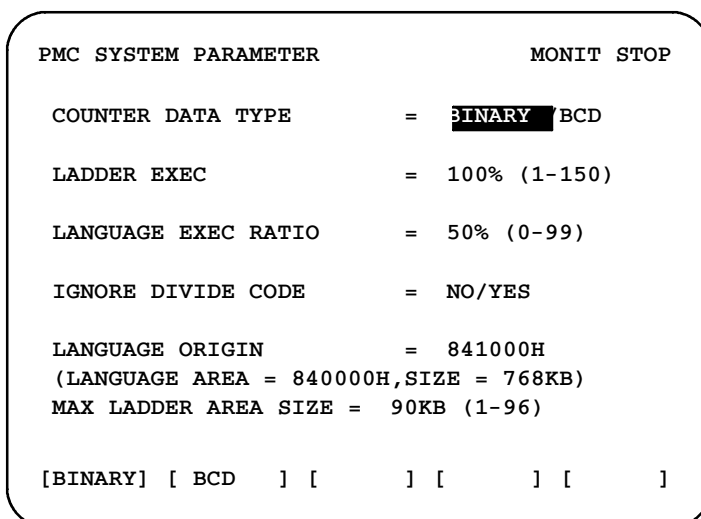 PMC SYSTEM PARAMETER MONIT STOP
COUNTER DATA TYPE = BINARY /BCD
LADDER EXEC = 100% (1-150)
LANGUAGE EXEC RATIO = 50% (0-99)
IGNORE DIVIDE CODE = NO/YES
LANGUAGE ORIGIN = 841000H
(LANGUAGE AREA = 840000H,SIZE = 768KB)
MAX LADDER AREA SIZE = 90KB (1-96)
[BINARY] [ BCD ] [ ] [ ] [ ]